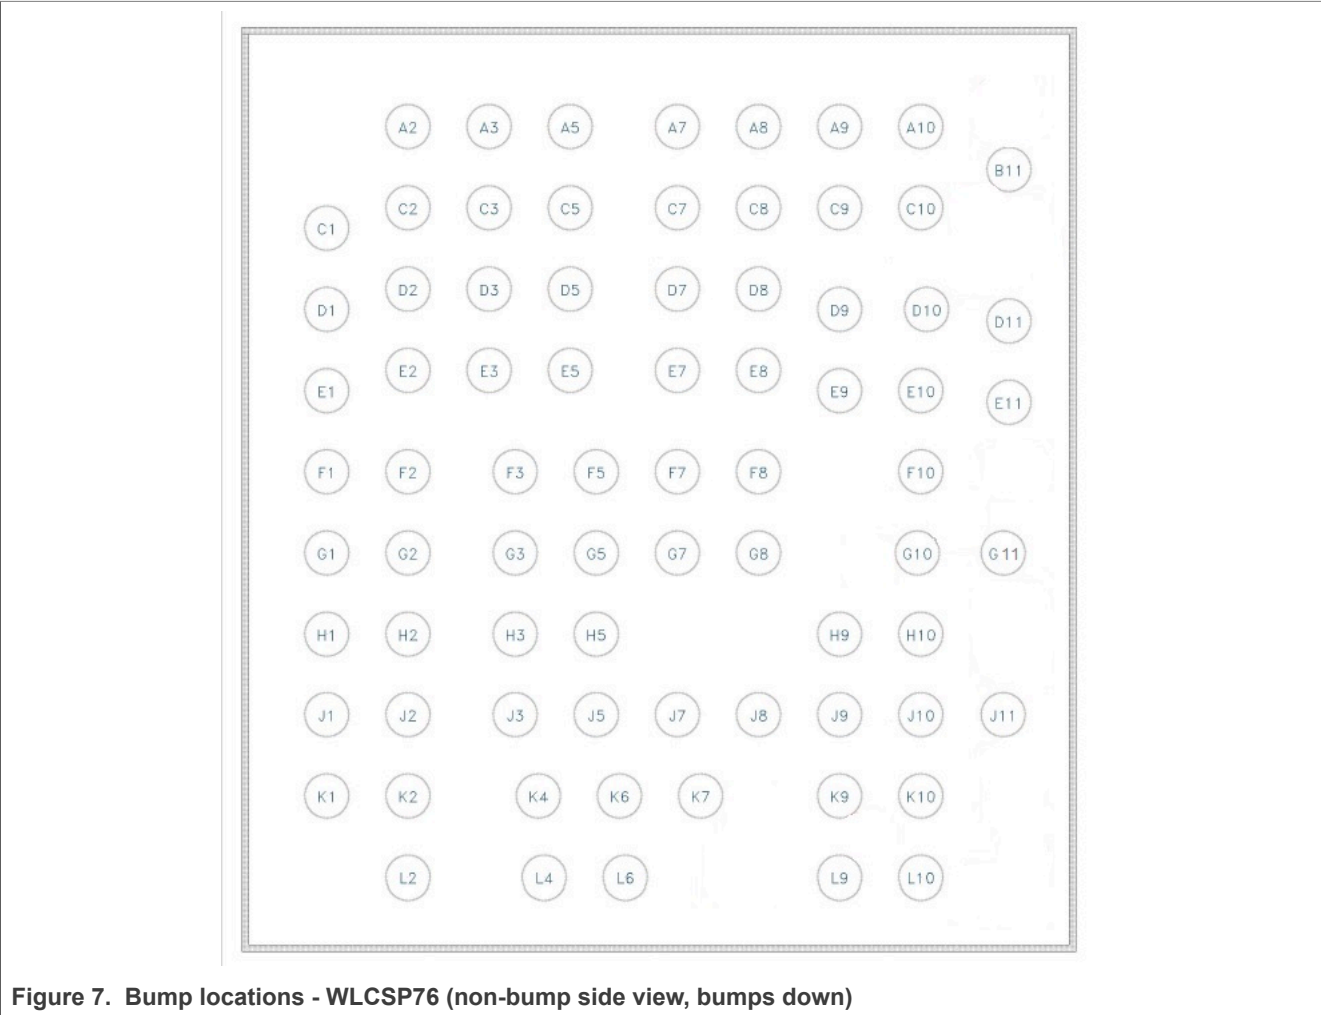 A2 A3 A5 A7 A8 A9 A10
B11
C1 C2 C3 C5 C7 C8 C9 C10
D1 D2 D3 D5 D7 D8 D9 D10 D11
E1 E2 E3 E5 E7 E8 E9 E10 E11
F1 F2 F3 F5 F7 F8 F10
G1 G2 G3 G5 G7 G8 G10 G11
H1 H2 H3 H5 H9 H10
J1 J2 J3 J5 J7 J8 J9 J10 J11
K1 K2 K4 K6 K7 K9 K10
L2 L4 L6 L9 L10
Figure 7. Bump locations - WLCSP76 (non-bump side view, bumps down)